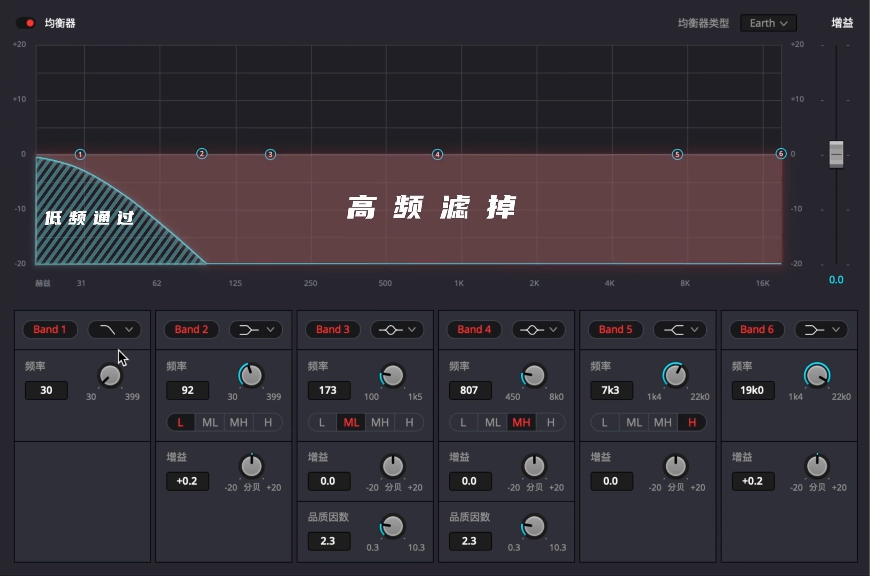 均衡器 均衡器类型 Earth 增益
+20 +20
+10 +10
0 1 2 3 4 5 6 0
低频通过 高频滤掉
-10 -10
-20 -20
赫兹 31 62 125 250 500 1K 2K 4K 8K 16K 0.0
Band 1 Band 2 Band 3 Band 4 Band 5 Band 6
频率 频率 频率 频率 频率 频率
30 92 173 807 7k3 19k0
30 399 30 399 100 1k5 450 8k0 1k4 22k0 1k4 22k0
L ML MH H L ML MH H L ML MH H L ML MH H
增益 增益 增益 增益 增益
+0.2 0.0 0.0 0.0 +0.2
-20 分贝 +20 -20 分贝 +20 -20 分贝 +20 -20 分贝 +20 -20 分贝 +20
品质因数 品质因数
2.3 2.3
0.3 10.3 0.3 10.3